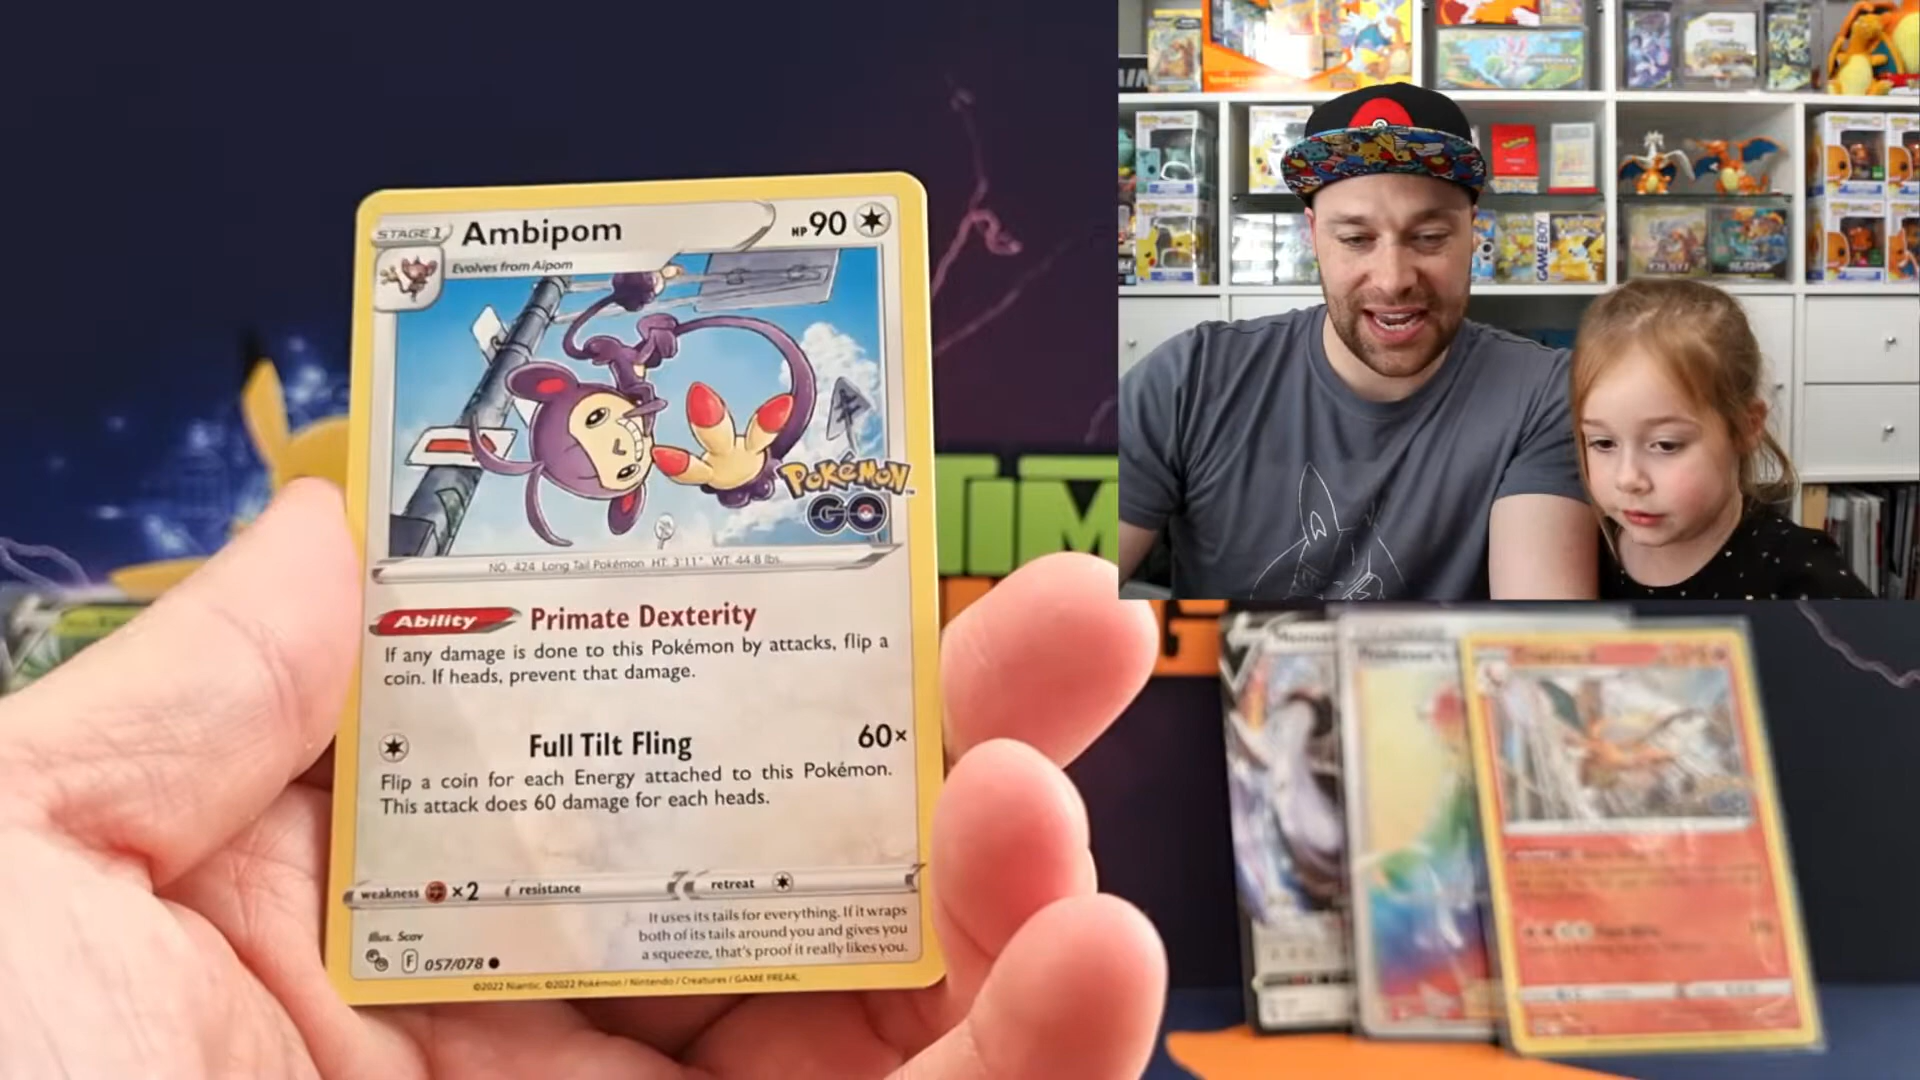 STAGE 1
Ambipom
HP 90
Evolves from Aipom
POKÉMON
GO
NO. 424 Long Tail Pokémon HT: 3'11" WT: 44.8 lbs.
Ability
Primate Dexterity
If any damage is done to this Pokémon by attacks, flip a
coin. If heads, prevent that damage.
Full Tilt Fling
60×
Flip a coin for each Energy attached to this Pokémon.
This attack does 60 damage for each heads.
weakness ×2
resistance
retreat
It uses its tails for everything. If it wraps
both of its tails around you and gives you
a squeeze, that's proof it really likes you.
Illus. Scav
F 057/078
©2022 Niantic. ©2022 Pokémon / Nintendo / Creatures / GAME FREAK.
GAME BOY